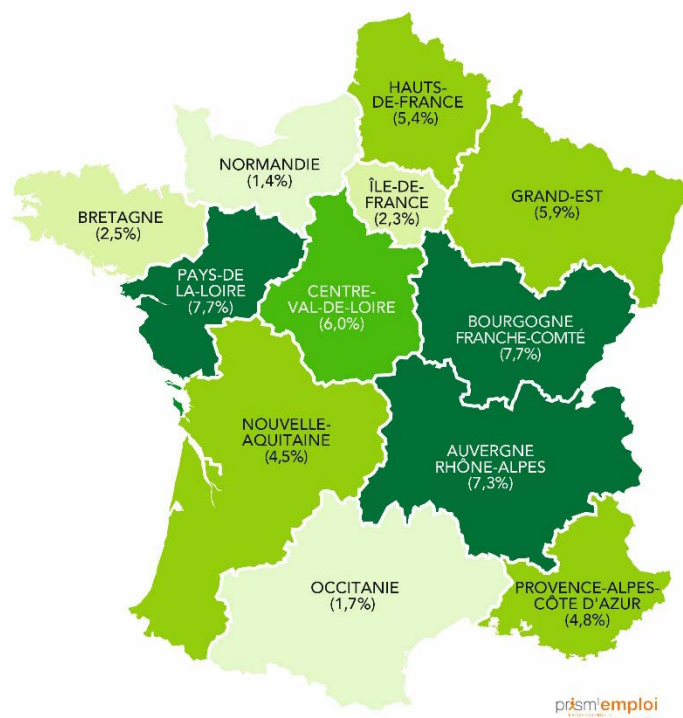 HAUTS-
DE-FRANCE
(5,4%)
NORMANDIE
(1,4%)
ÎLE-DE-
FRANCE
(2,3%)
GRAND-EST
(5,9%)
BRETAGNE
(2,5%)
PAYS-DE
LA-LOIRE
(7,7%)
CENTRE-
VAL-DE-LOIRE
(6,0%)
BOURGOGNE
FRANCHE-COMTÉ
(7,7%)
NOUVELLE-
AQUITAINE
(4,5%)
AUVERGNE
RHÔNE-ALPES
(7,3%)
OCCITANIE
(1,7%)
PROVENCE-ALPES-
CÔTE D'AZUR
(4,8%)
prism'emploi